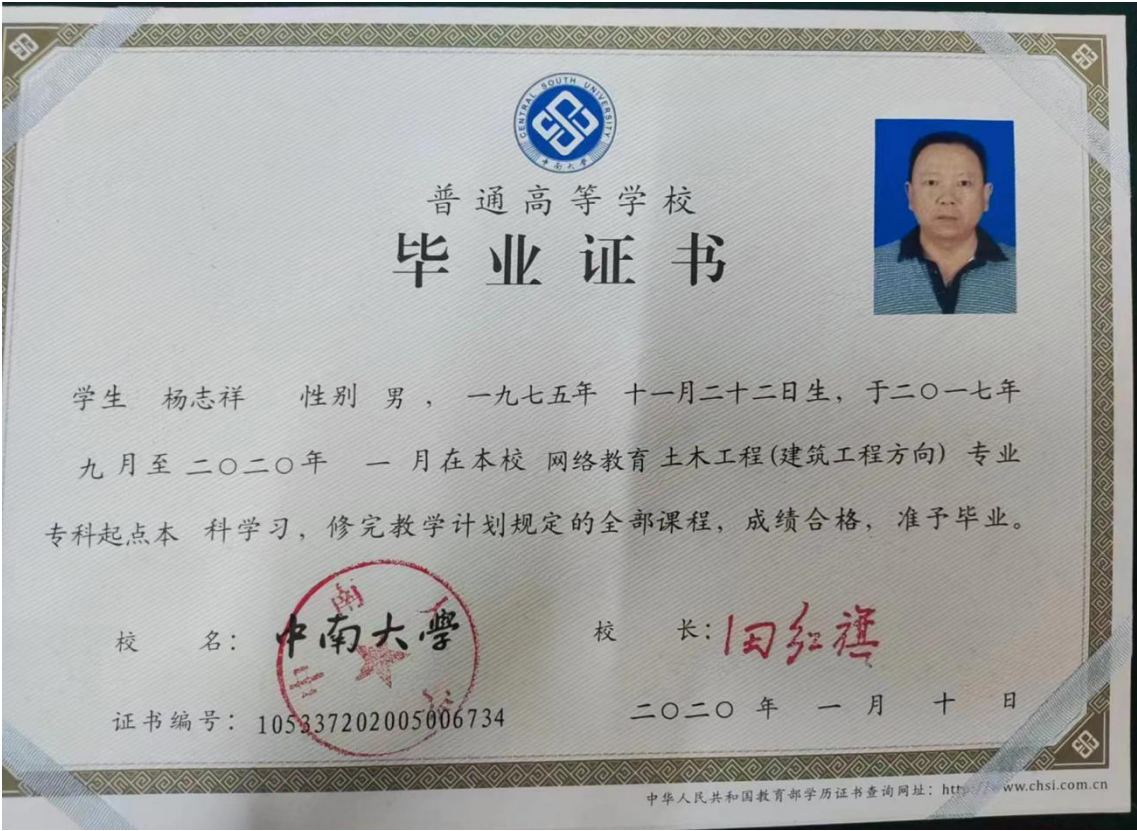 CENTRAL SOUTH UNIVERSITY
中南大学
普通高等学校
毕业证书
学生 杨志祥 性别 男 ， 一九七五年 十一月二十二日生，于二〇一七年
九月至二〇二〇年 一 月在本校 网络教育 土木工程(建筑工程方向) 专业
专科起点本 科学习，修完教学计划规定的全部课程，成绩合格，准予毕业。
校 名： 中南大學
校 长： 田红旗
证书编号：105337202005006734
二〇二〇 年 一 月 十 日
中华人民共和国教育部学历证书查询网址：http://www.chsi.com.cn